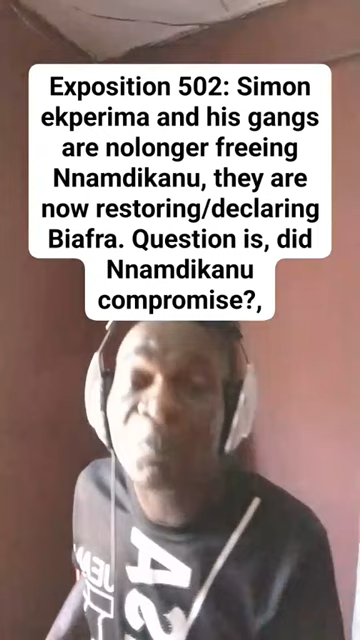 Exposition 502: Simon
ekperima and his gangs
are nolonger freeing
Nnamdikanu, they are
now restoring/declaring
Biafra. Question is, did
Nnamdikanu
compromise?,